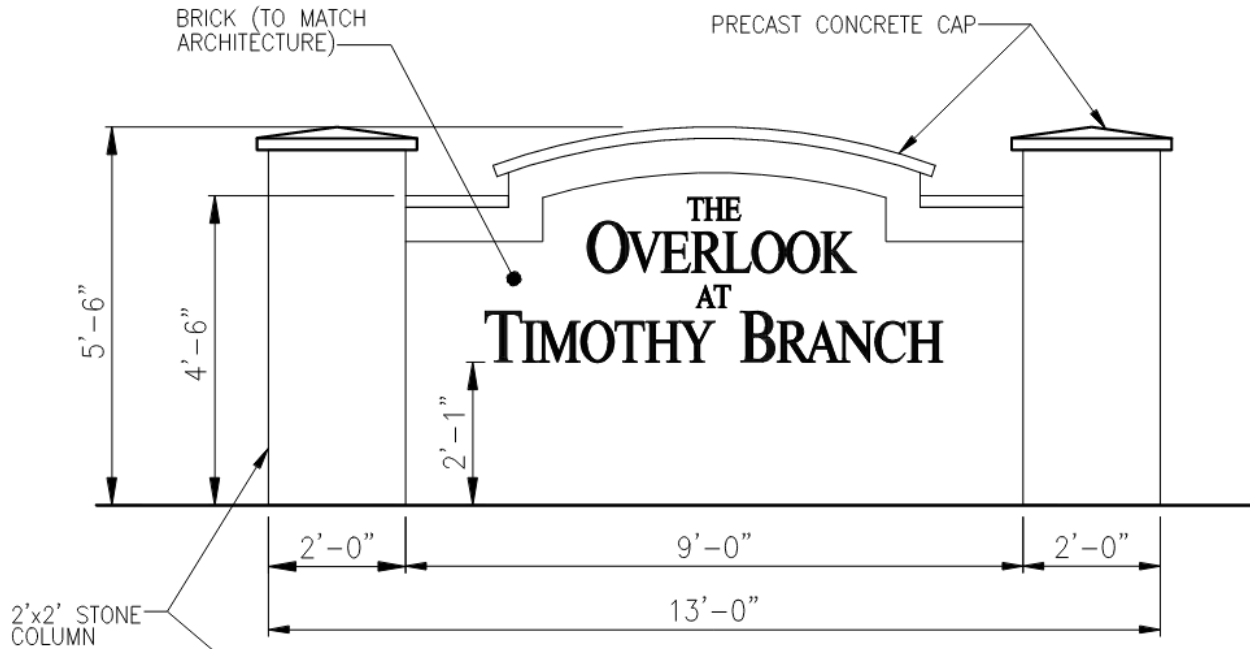 BRICK (TO MATCH
ARCHITECTURE)
PRECAST CONCRETE CAP
THE
OVERLOOK
AT
TIMOTHY BRANCH
5'-6"
4'-6"
2'-1"
2'-0"
9'-0"
2'-0"
13'-0"
2'x2' STONE
COLUMN